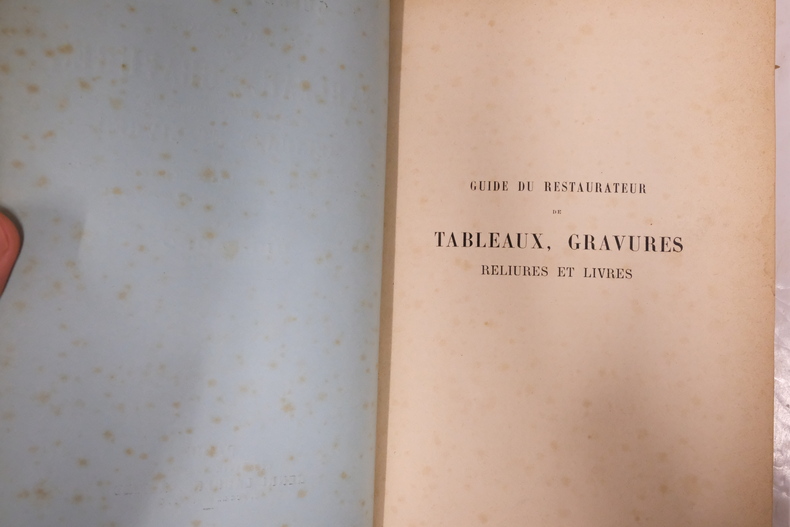 GUIDE DU RESTAURATEUR
DE
TABLEAUX, GRAVURES
RELIURES ET LIVRES